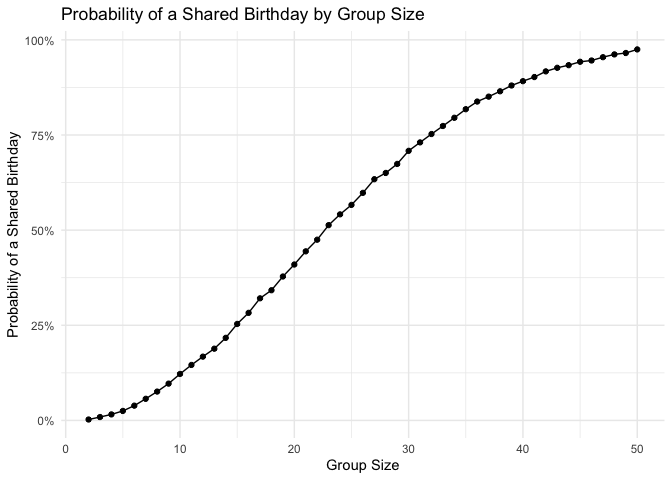 Probability of a Shared Birthday by Group Size
100%
75%
50%
25%
0%
Probability of a Shared Birthday
0 10 20 30 40 50
Group Size